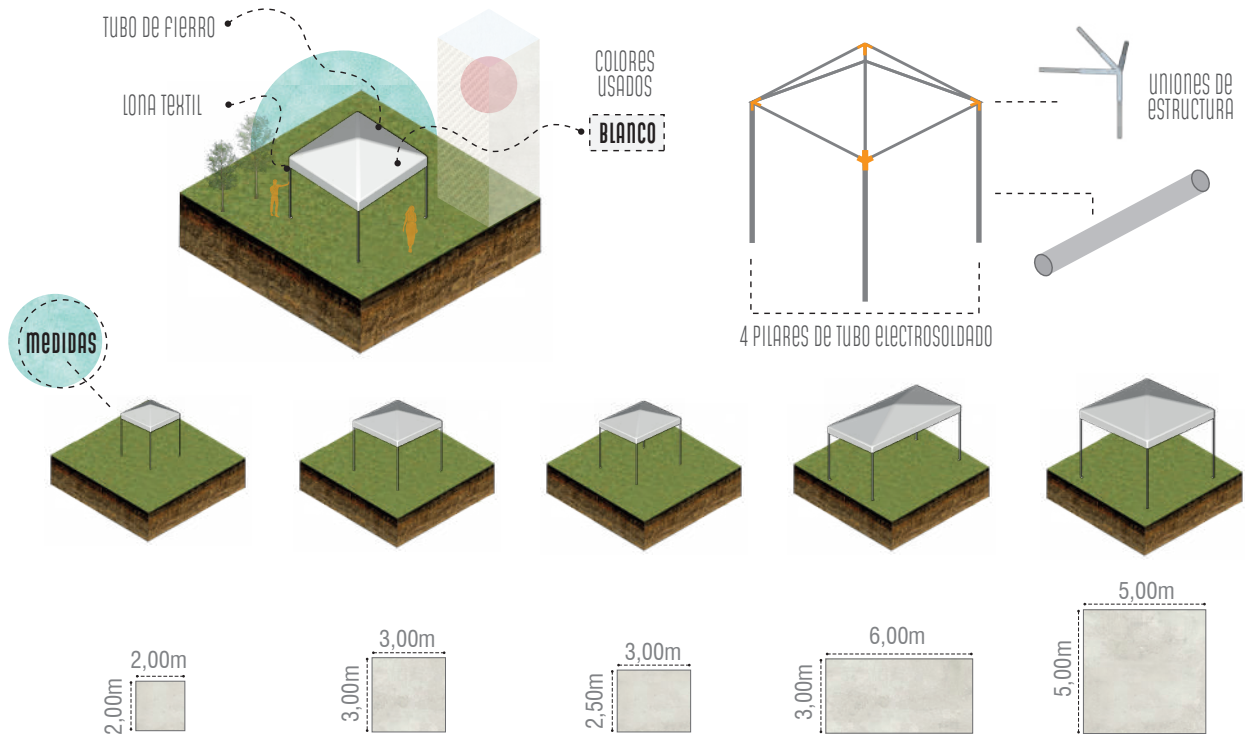 TUBO DE FIERRO
LONA TEXTIL
COLORES
USADOS
BLANCO
UNIONES DE
ESTRUCTURA
4 PILARES DE TUBO ELECTROSOLDADO
MEDIDAS
2,00m
2,00m
3,00m
3,00m
3,00m
2,50m
6,00m
3,00m
5,00m
5,00m